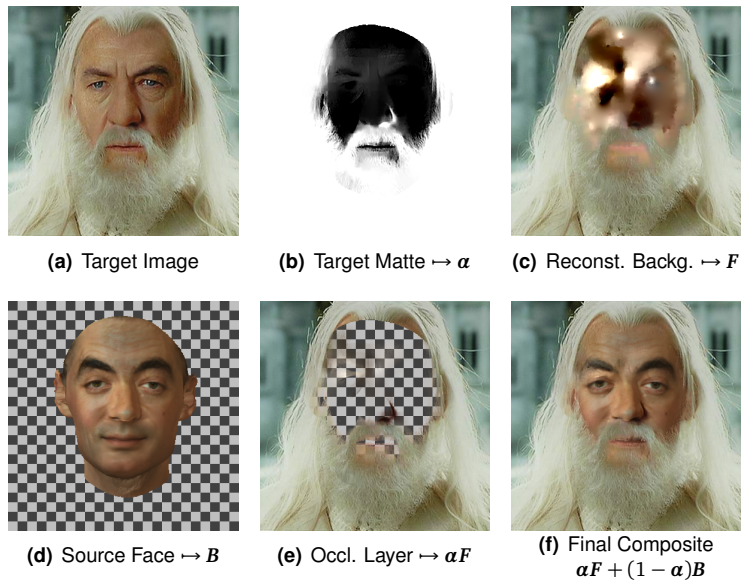 (a) Target Image
(b) Target Matte ↦ α
(c) Reconst. Backg. ↦ F
(d) Source Face ↦ B
(e) Occl. Layer ↦ αF
(f) Final Composite
αF + (1 − α)B